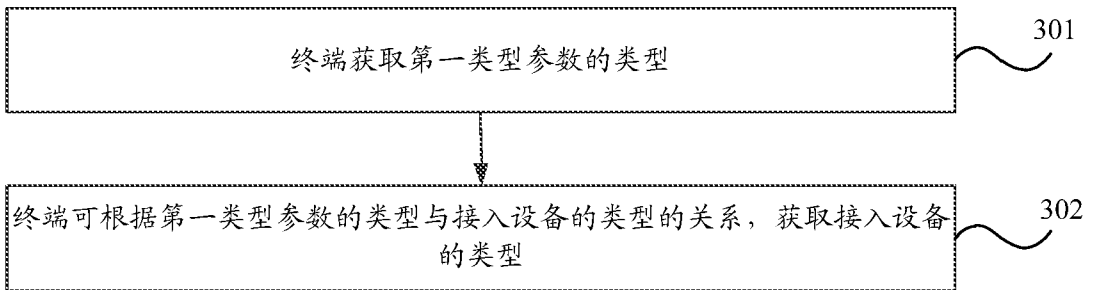 终端获取第一类型参数的类型
301
终端可根据第一类型参数的类型与接入设备的类型的关系，获取接入设备
的类型
302